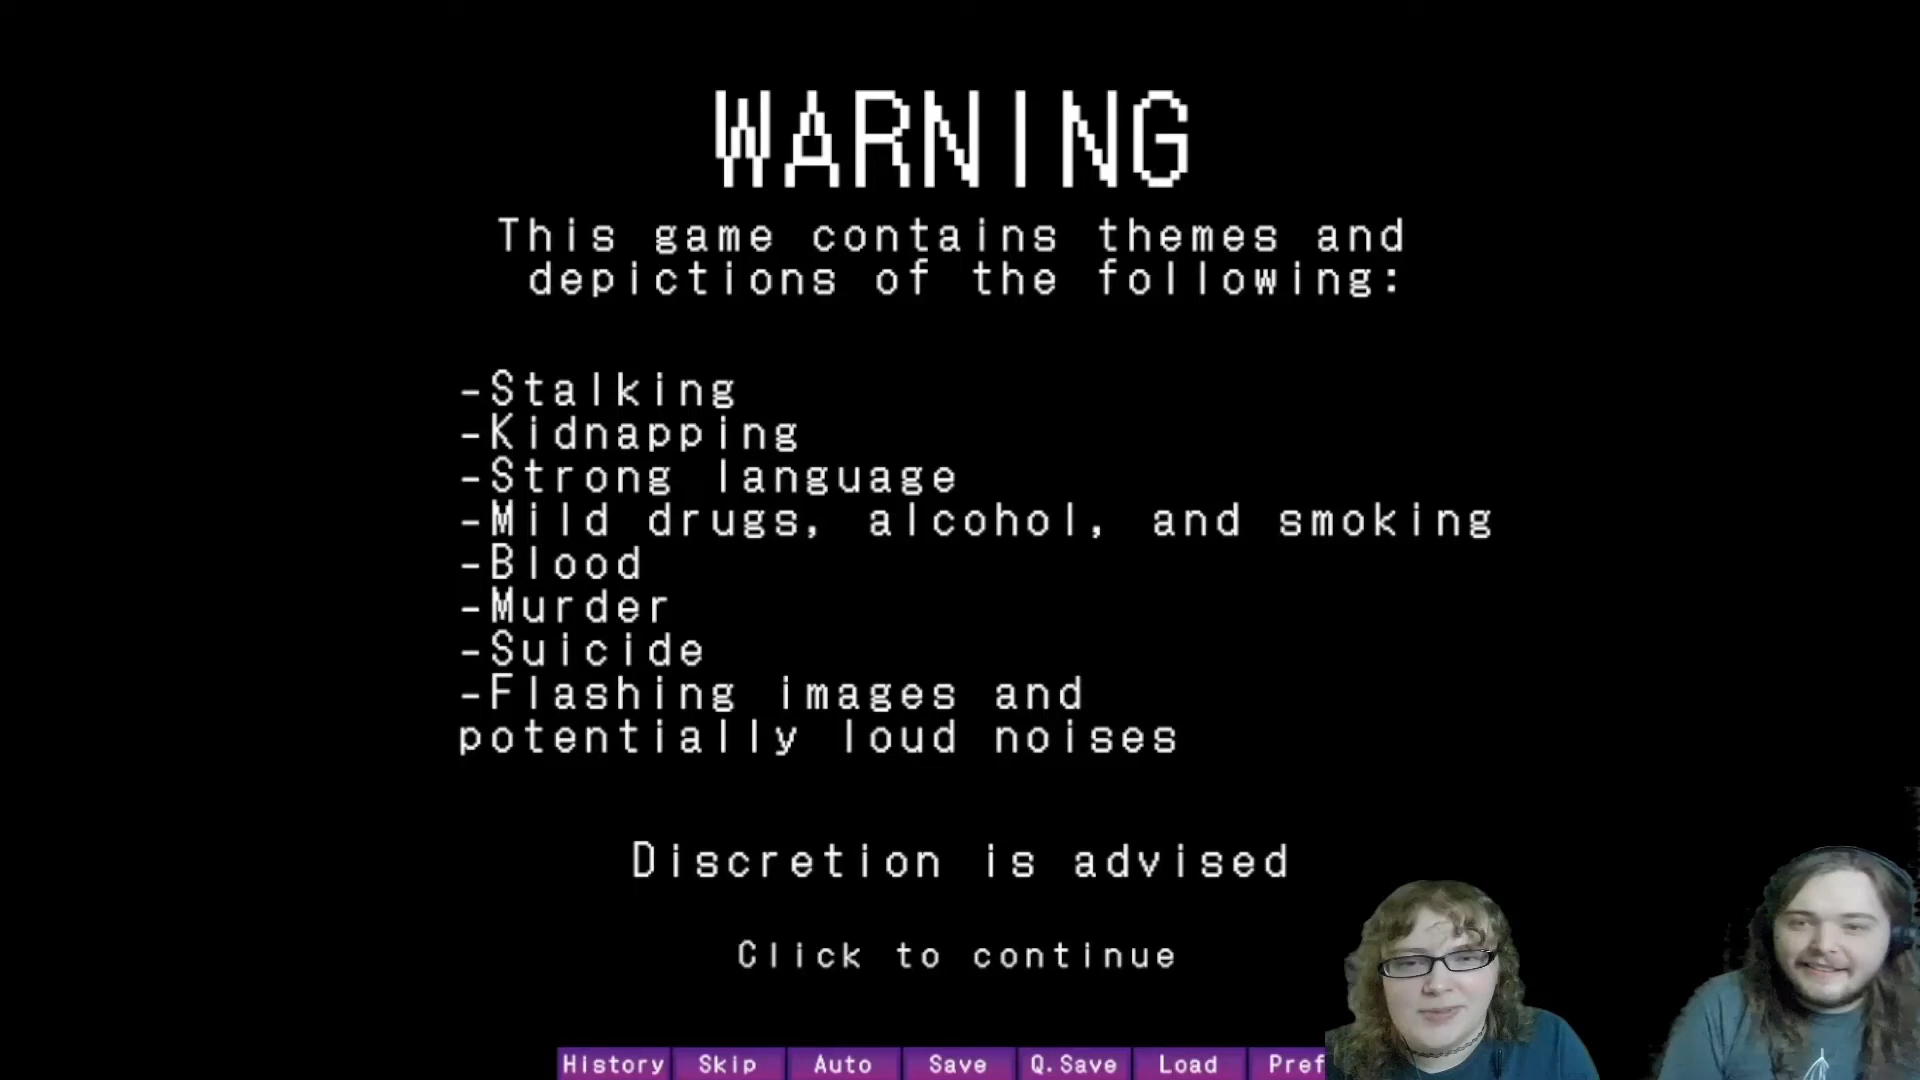 WARNING
This game contains themes and
depictions of the following:
-Stalking
-Kidnapping
-Strong language
-Mild drugs, alcohol, and smoking
-Blood
-Murder
-Suicide
-Flashing images and
potentially loud noises
Discretion is advised
Click to continue
History Skip Auto Save Q.Save Load Pref